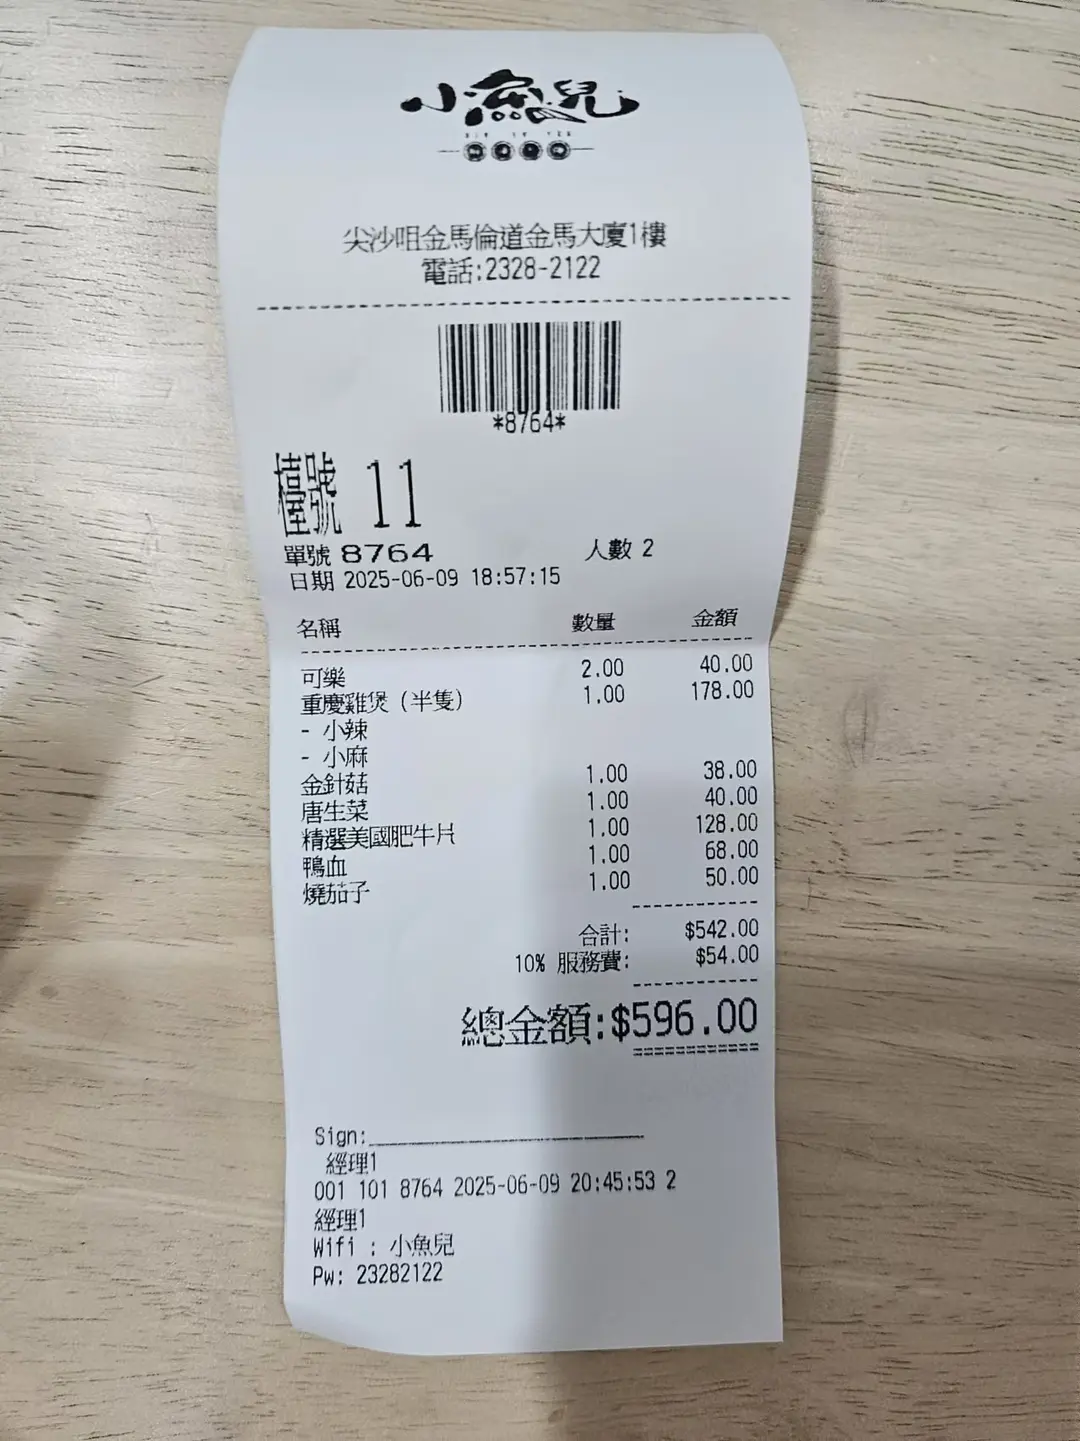 小魚兒
尖沙咀金馬倫道金馬大廈1樓
電話:2328-2122
*8764*
檯號 11
單號 8764 人數 2
日期 2025-06-09 18:57:15
名稱 數量 金額
可樂 2.00 40.00
重慶雞煲（半隻） 1.00 178.00
- 小辣
- 小麻
金針菇 1.00 38.00
唐生菜 1.00 40.00
精選美國肥牛片 1.00 128.00
鴨血 1.00 68.00
燒茄子 1.00 50.00
合計: $542.00
10% 服務費: $54.00
總金額:$596.00
Sign:
經理1
001 101 8764 2025-06-09 20:45:53 2
經理1
Wifi : 小魚兒
Pw: 23282122